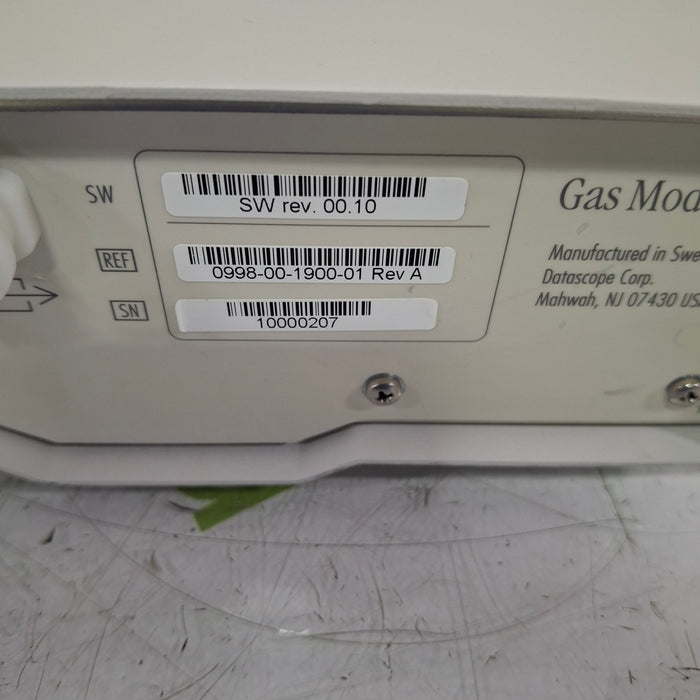 SW
SW rev. 00.10
REF
0998-00-1900-01 Rev A
SN
10000207
Gas Mod
Manufactured in Swe
Datascope Corp.
Mahwah, NJ 07430 US